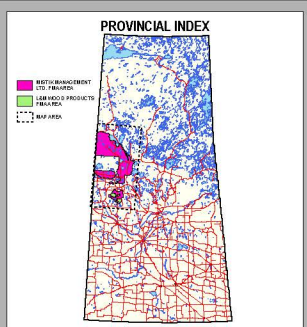 PROVINCIAL INDEX
MISTIK MANAGEMENT
LTD. FMA AREA
L&M WOOD PRODUCTS
FMA AREA
MAP AREA